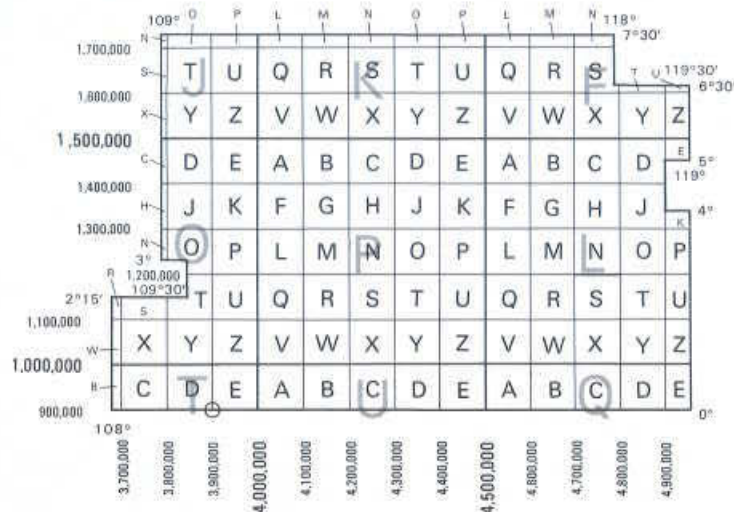 O P L M N O P L M N 118°
109° 7°30'
N
1,700,000
S T U Q R S T U Q R S T U 119°30'
J K F
1,600,000 6°30'
X Y Z V W X Y Z V W X Y Z
1,500,000
C D E A B C D E A B C D E 5°
119°
1,400,000
H J K F G H J K F G H J K 4°
1,300,000
N O P L M N O P L M N O P
O P L
3°
R 1,200,000
109°30'
2°15' S T U Q R S T U Q R S T U
1,100,000
W X Y Z V W X Y Z V W X Y Z
1,000,000
B C D E A B C D E A B C D E
T U Q
900,000 0°
108°
3,700,000 3,800,000 3,900,000 4,000,000 4,100,000 4,200,000 4,300,000 4,400,000 4,500,000 4,600,000 4,700,000 4,800,000 4,900,000